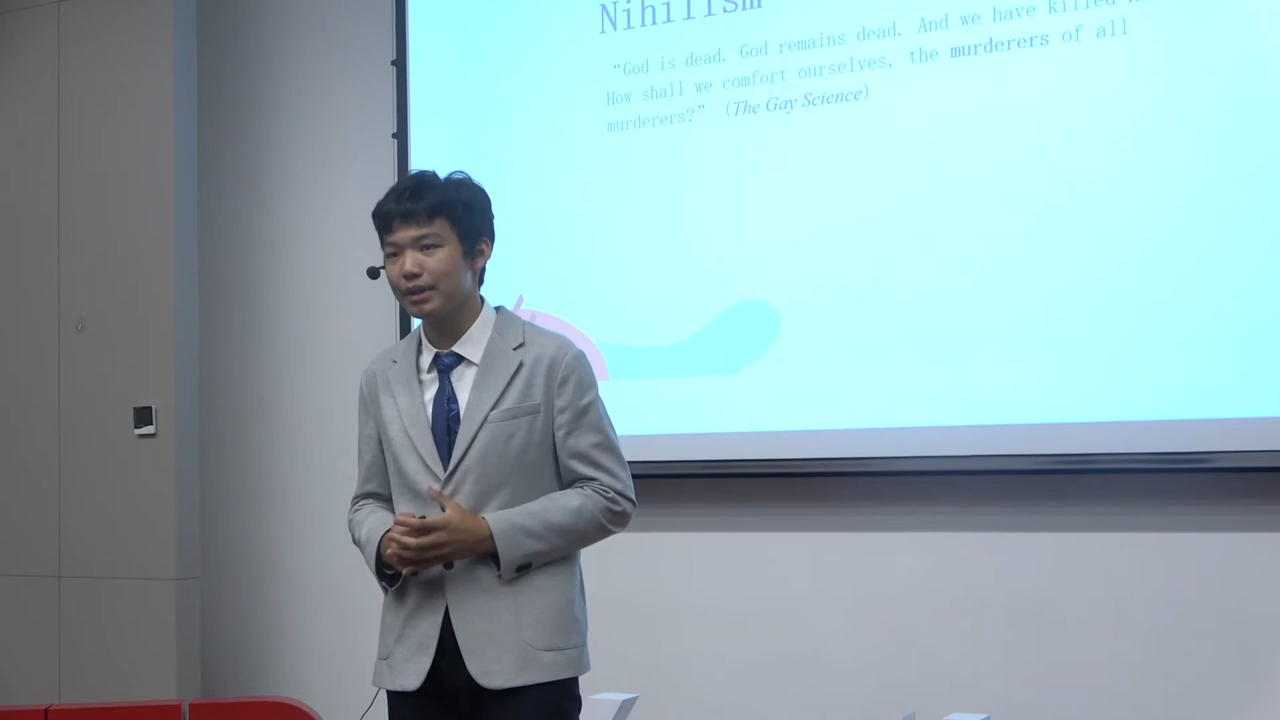 Nihilism
“God is dead. God remains dead. And we have killed
How shall we comfort ourselves, the murderers of all
murderers?” (The Gay Science)